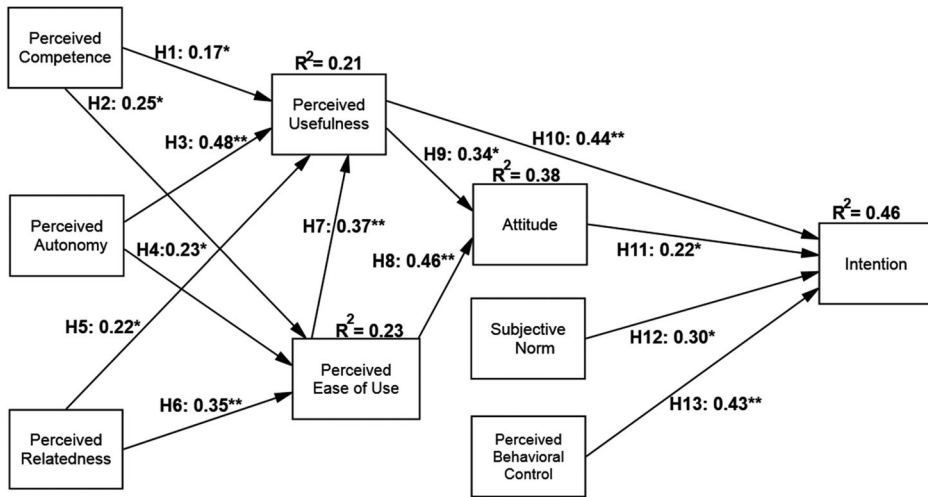 Perceived
Competence
H1: 0.17*
R²= 0.21
Perceived
Usefulness
H2: 0.25*
H3: 0.48**
H10: 0.44**
H9: 0.34*
R²= 0.38
Attitude
Perceived
Autonomy
H4:0.23*
H7: 0.37**
H8: 0.46**
H11: 0.22*
R²= 0.46
Intention
H5: 0.22*
R²= 0.23
Perceived
Ease of Use
Subjective
Norm
H12: 0.30*
H6: 0.35**
Perceived
Relatedness
H13: 0.43**
Perceived
Behavioral
Control